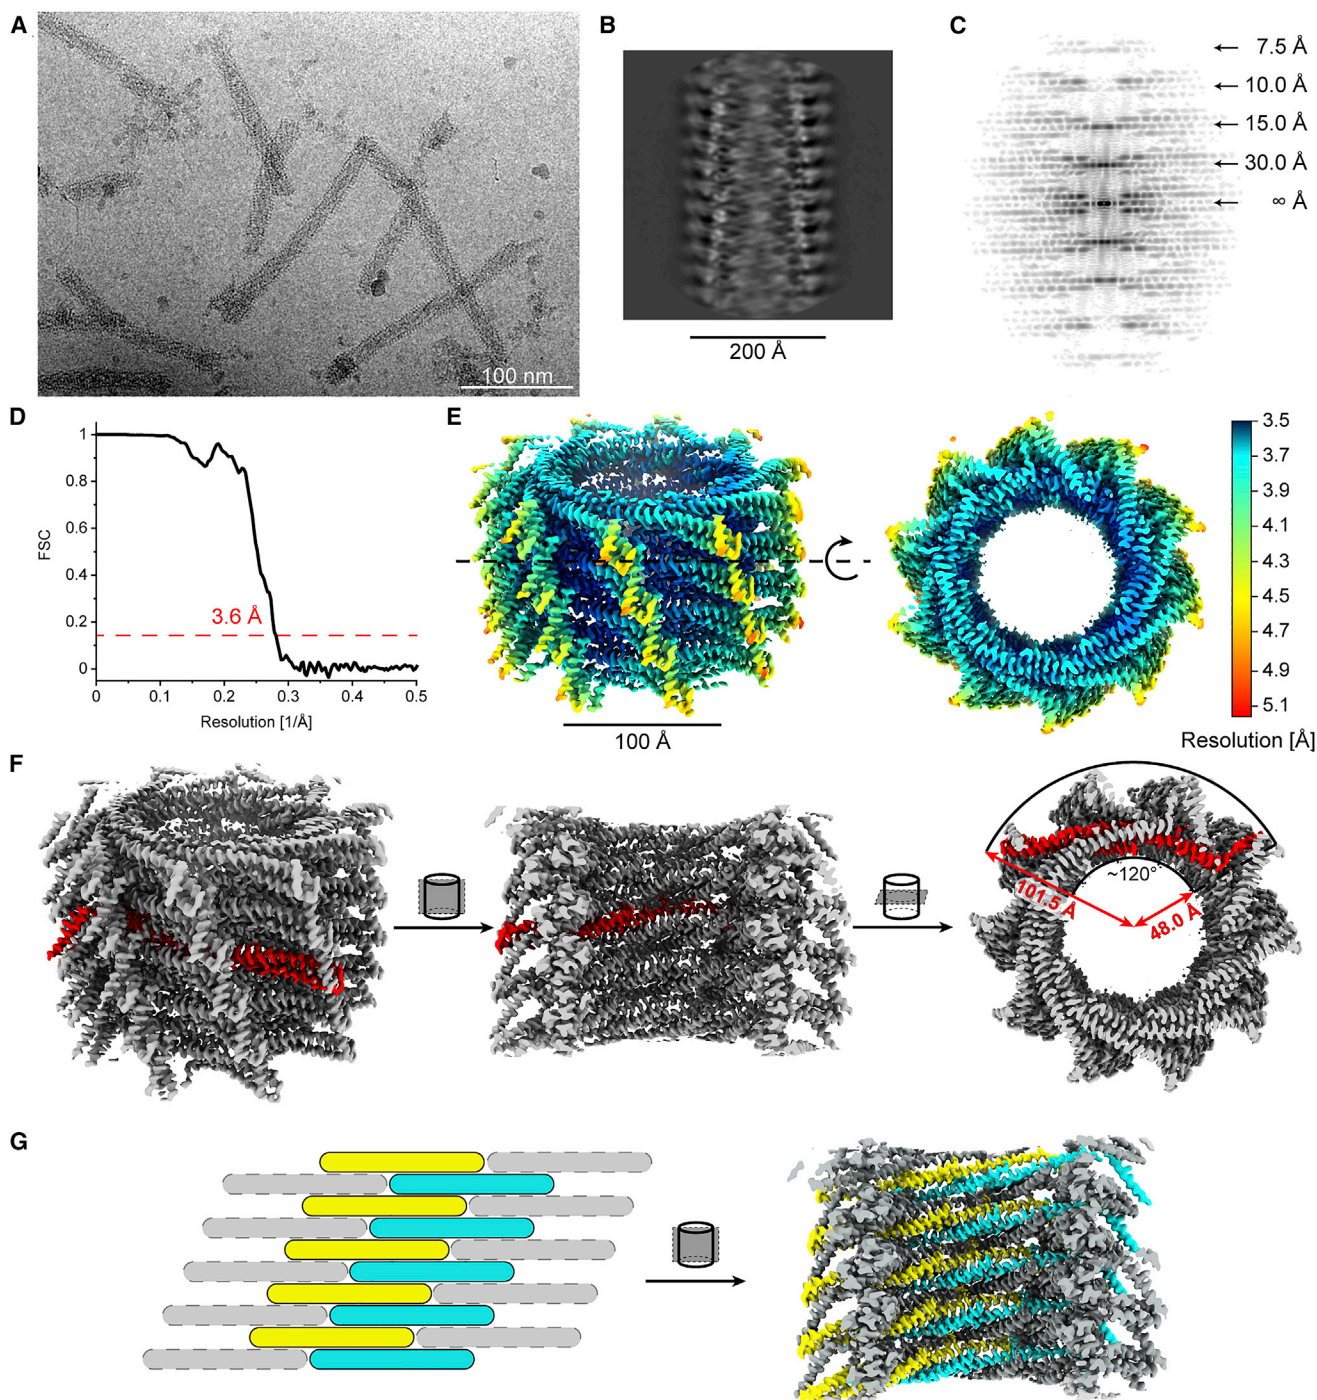 A
100 nm
B
200 Å
C
7.5 Å
10.0 Å
15.0 Å
30.0 Å
∞ Å
D
1
0.8
0.6
0.4
0.2
0
FSC
3.6 Å
0
0.1
0.2
0.3
0.4
0.5
Resolution [1/Å]
E
100 Å
3.5
3.7
3.9
4.1
4.3
4.5
4.7
4.9
5.1
Resolution [Å]
F
~120°
101.5 Å
48.0 Å
G